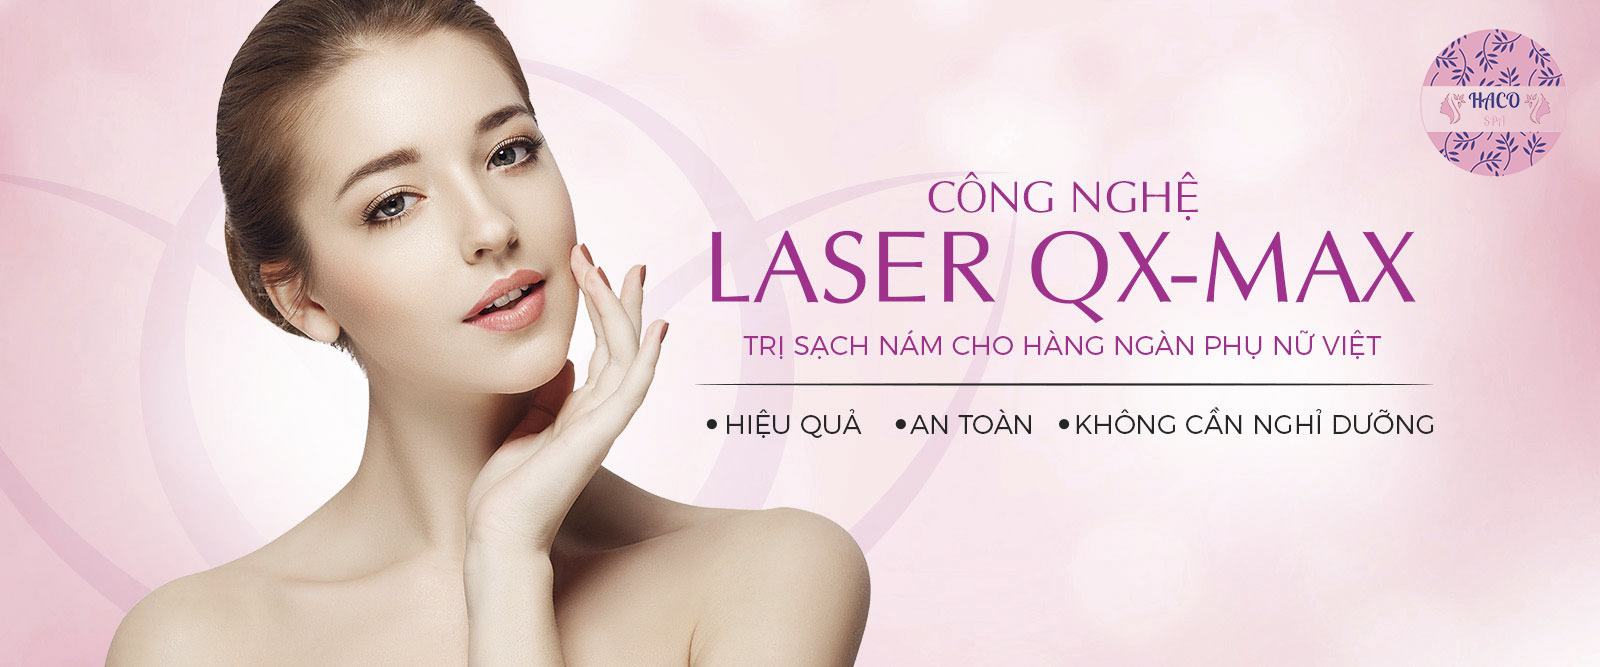 HACO
SPA
CÔNG NGHỆ
LASER QX-MAX
TRỊ SẠCH NÁM CHO HÀNG NGÀN PHỤ NỮ VIỆT
•HIỆU QUẢ •AN TOÀN •KHÔNG CẦN NGHỈ DƯỠNG